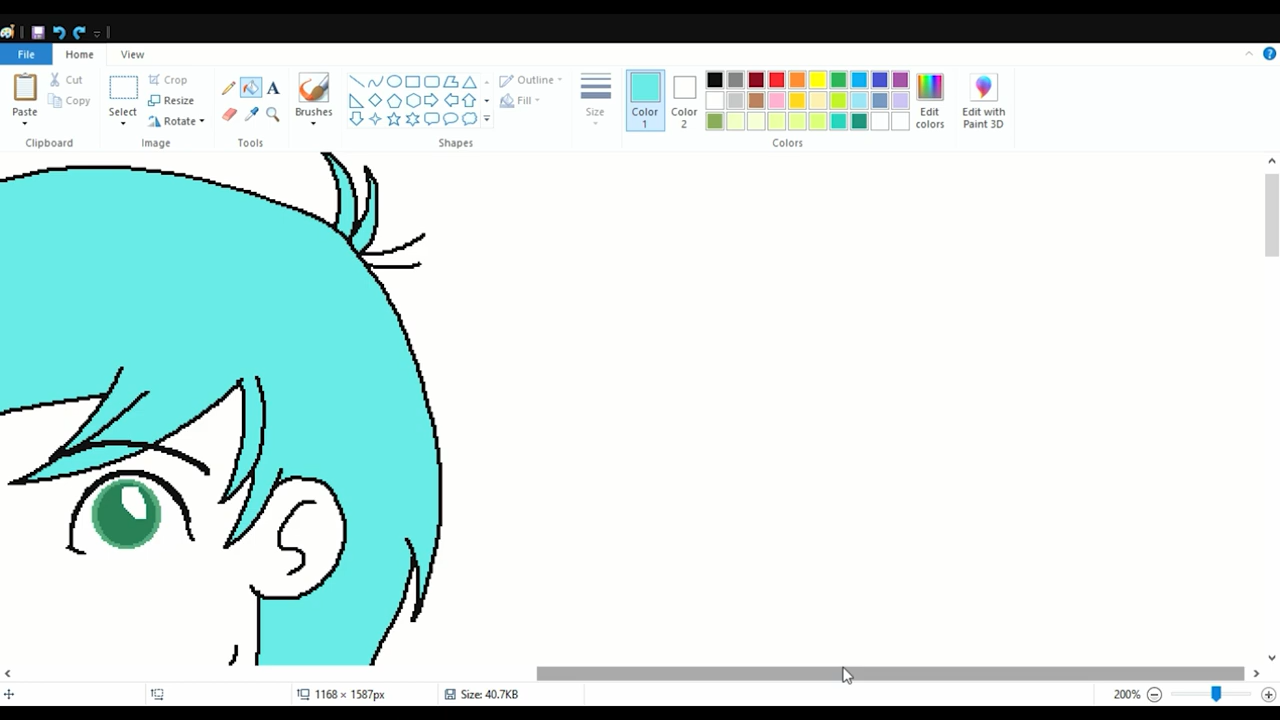 File Home View
Paste Cut Copy Clipboard
Select Crop Resize Rotate Image
A Tools
Brushes
Outline Fill Shapes
Size
Color 1 Color 2 Edit colors Colors
Edit with Paint 3D
1168 × 1587px Size: 40.7KB 200%